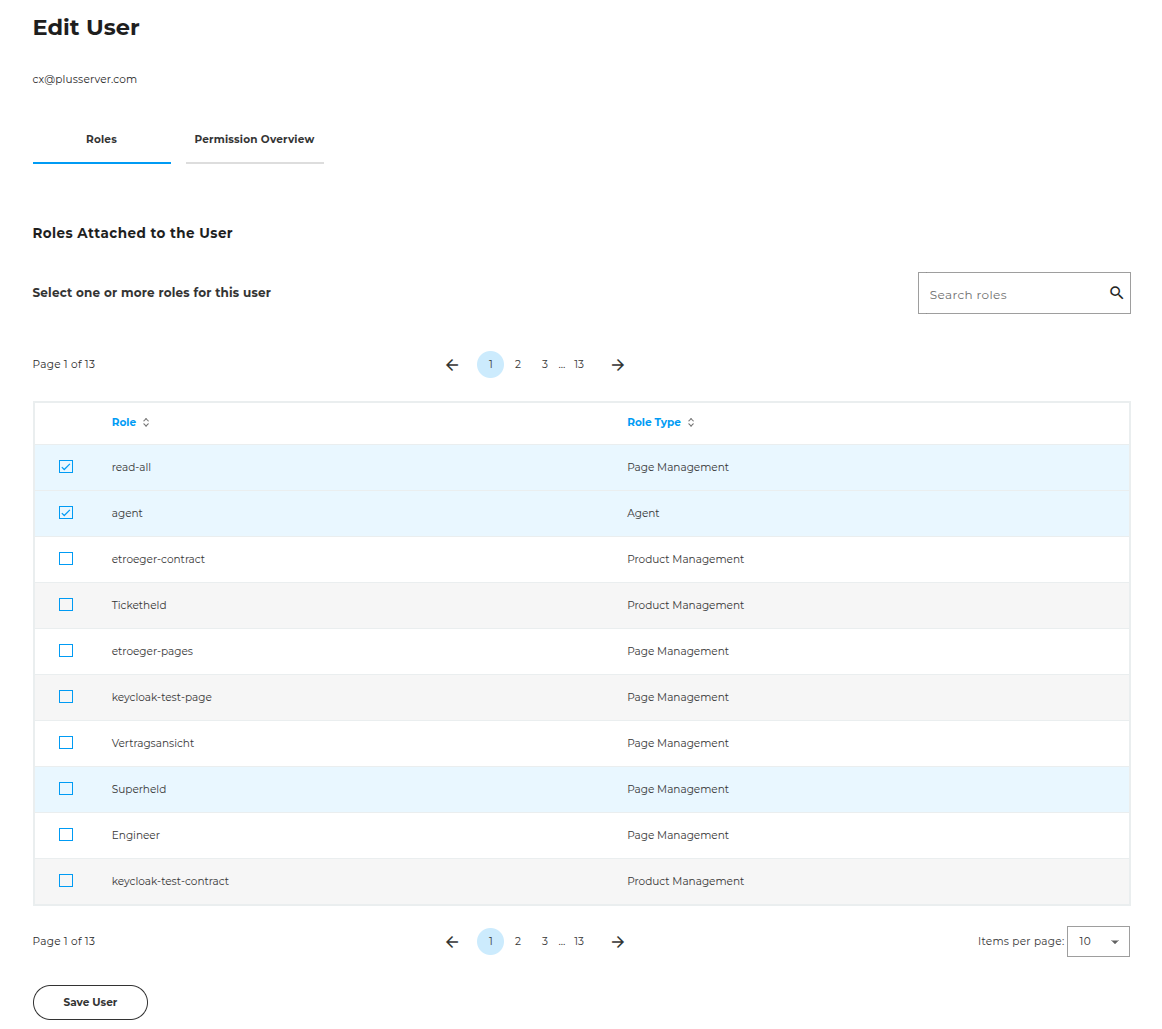 Edit User
cx@plusserver.com
Roles Permission Overview
Roles Attached to the User
Select one or more roles for this user Search roles
Page 1 of 13 1 2 3 ... 13
Role Role Type
read-all Page Management
agent Agent
etroeger-contract Product Management
Ticketheld Product Management
etroeger-pages Page Management
keycloak-test-page Page Management
Vertragsansicht Page Management
Superheld Page Management
Engineer Page Management
keycloak-test-contract Product Management
Page 1 of 13 1 2 3 ... 13 Items per page: 10
Save User